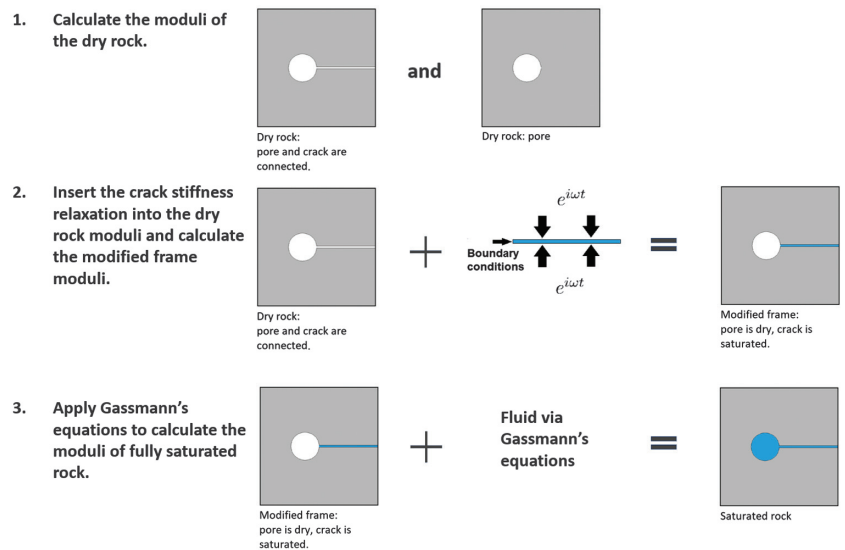 1. Calculate the moduli of
the dry rock.
and
Dry rock:
pore and crack are
connected.
Dry rock: pore
2. Insert the crack stiffness
relaxation into the dry
rock moduli and calculate
the modified frame
moduli.
+
e^{iωt}
Boundary
conditions
e^{iωt}
=
Dry rock:
pore and crack are
connected.
Modified frame:
pore is dry, crack is
saturated.
3. Apply Gassmann’s
equations to calculate the
moduli of fully saturated
rock.
+
Fluid via
Gassmann’s
equations
=
Modified frame:
pore is dry, crack is
saturated.
Saturated rock